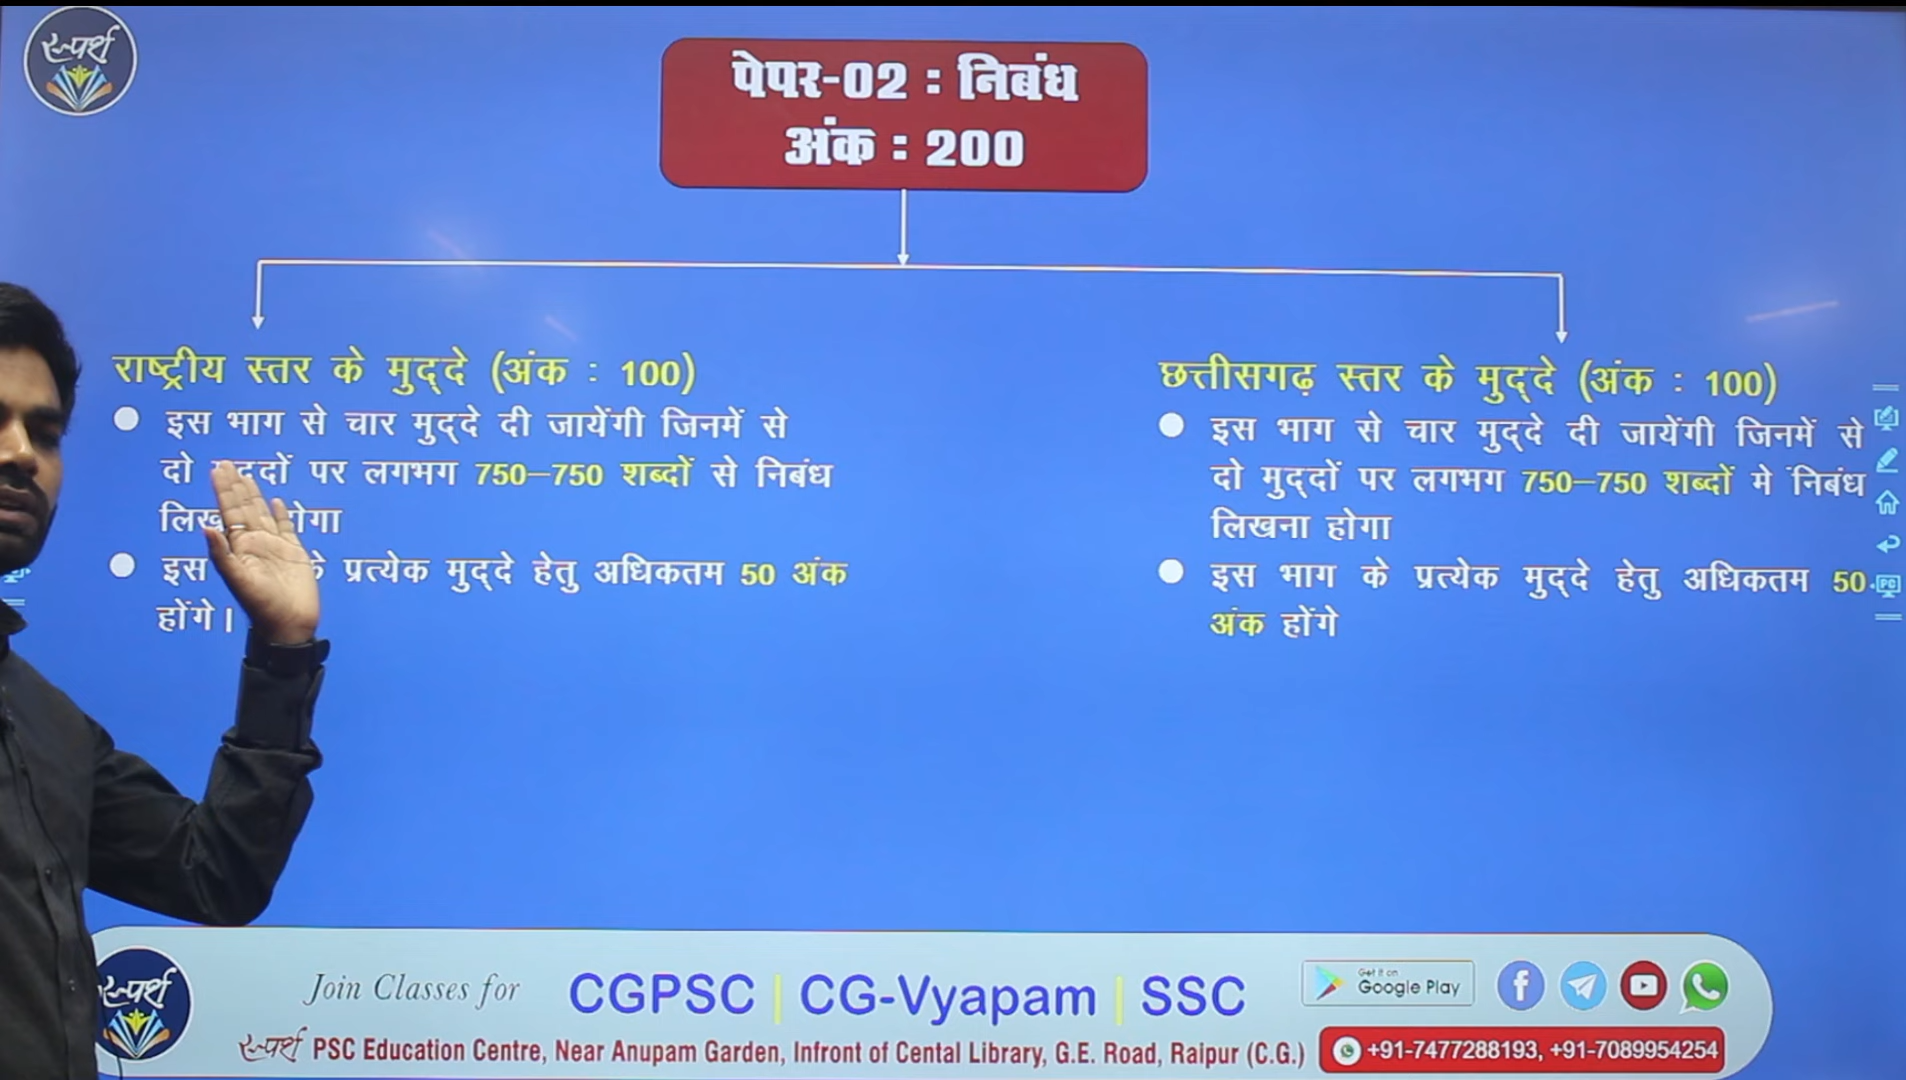 स्पर्श
पेपर-02 : निबंध
अंक : 200
राष्ट्रीय स्तर के मुद्दे (अंक : 100)
इस भाग से चार मुद्दे दी जायेंगी जिनमें से
दो पर लगभग 750–750 शब्दों से निबंध
इस प्रत्येक मुद्दे हेतु अधिकतम 50 अंक
होंगे।
छत्तीसगढ़ स्तर के मुद्दे (अंक : 100)
इस भाग से चार मुद्दे दी जायेंगी जिनमें से
दो मुद्दों पर लगभग 750–750 शब्दों मे निबंध
लिखना होगा
इस भाग के प्रत्येक मुद्दे हेतु अधिकतम 50
अंक होंगे
स्पर्श
Join Classes for CGPSC | CG-Vyapam | SSC
Get it on
Google Play
स्पर्श PSC Education Centre, Near Anupam Garden, Infront of Cental Library, G.E. Road, Raipur (C.G.)
+91-7477288193, +91-7089954254